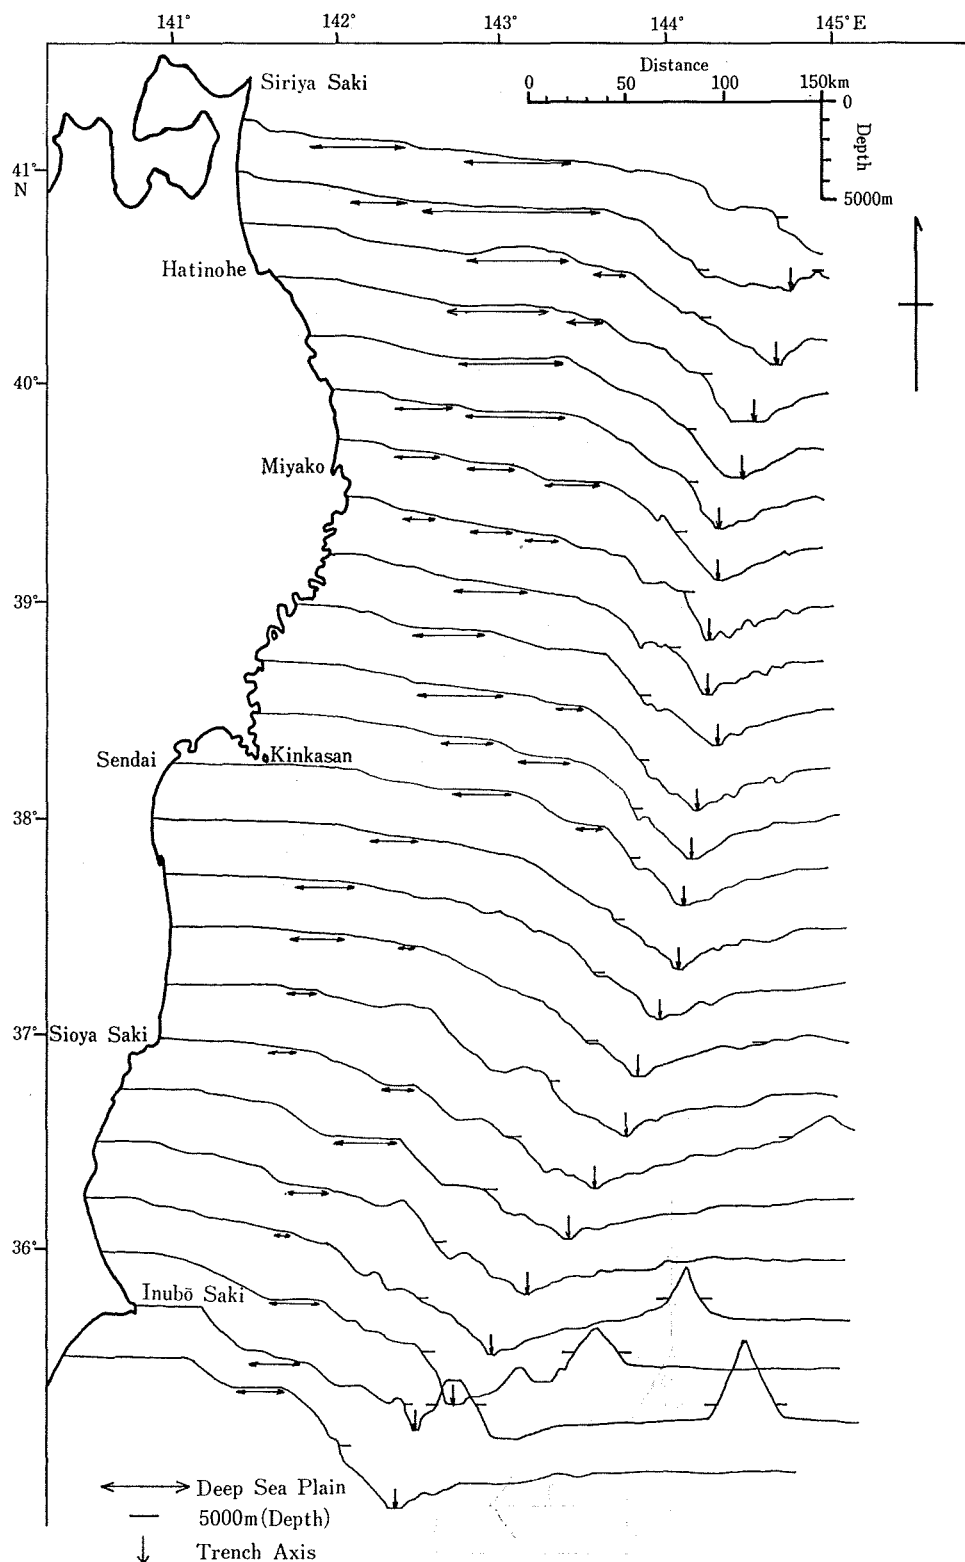 141° 142° 143° 144° 145°E
Distance
0 50 100 150km
0
Depth
5000m
Siriya Saki
41°
N
Hatinohe
40°
Miyako
39°
Sendai
Kinkasan
38°
37°
Sioya Saki
36°
Inubō Saki
Deep Sea Plain
5000m(Depth)
Trench Axis